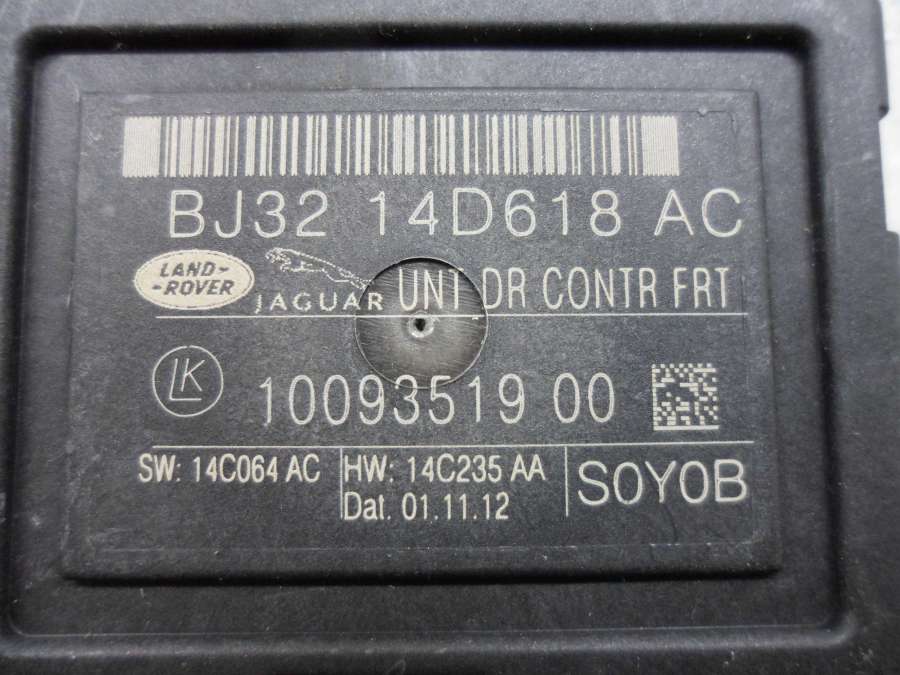 BJ32 14D618 AC
LAND-
-ROVER
JAGUAR UNT DR CONTR FRT
LK
10093519 00
SW: 14C064 AC HW: 14C235 AA
Dat. 01.11.12
SOYOB